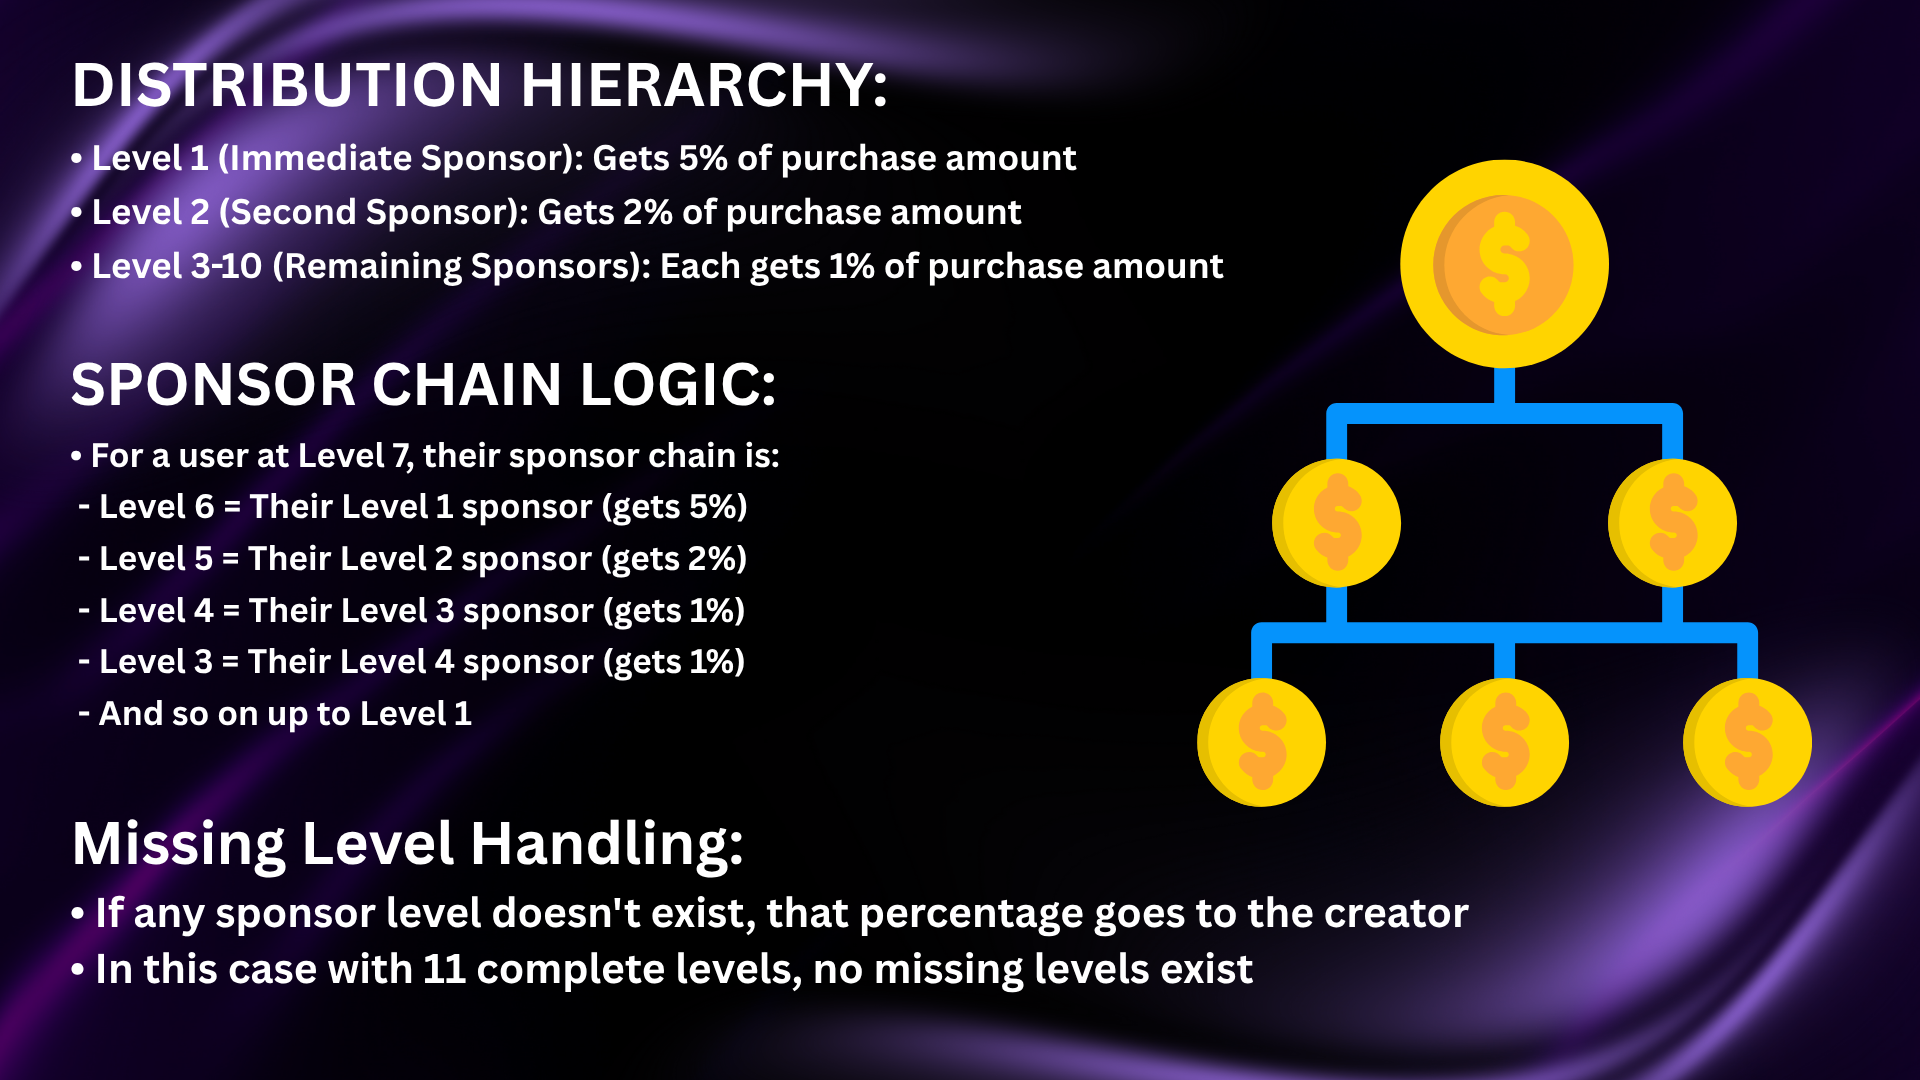 DISTRIBUTION HIERARCHY:
• Level 1 (Immediate Sponsor): Gets 5% of purchase amount
• Level 2 (Second Sponsor): Gets 2% of purchase amount
• Level 3-10 (Remaining Sponsors): Each gets 1% of purchase amount
SPONSOR CHAIN LOGIC:
• For a user at Level 7, their sponsor chain is:
- Level 6 = Their Level 1 sponsor (gets 5%)
- Level 5 = Their Level 2 sponsor (gets 2%)
- Level 4 = Their Level 3 sponsor (gets 1%)
- Level 3 = Their Level 4 sponsor (gets 1%)
- And so on up to Level 1
Missing Level Handling:
• If any sponsor level doesn't exist, that percentage goes to the creator
• In this case with 11 complete levels, no missing levels exist
$
$ $
$ $ $